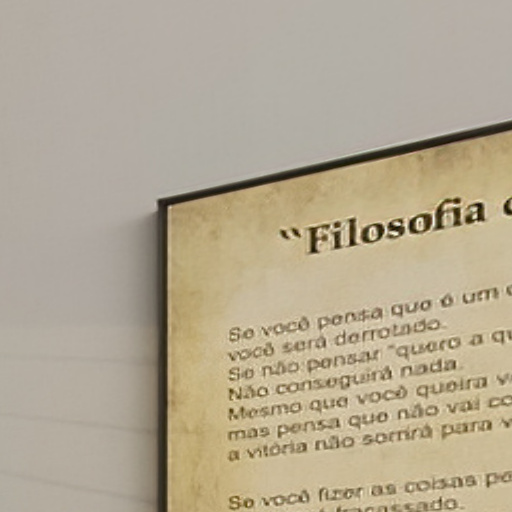 “Filosofia
Se você pensa que é um
você será derrotado.
Se não pensar "quero a
Não conseguirá nada.
Mesmo que você queira
mas pensa que não vai
a vitória não sorrirá para
Se você fizer as coisas
fracassado.